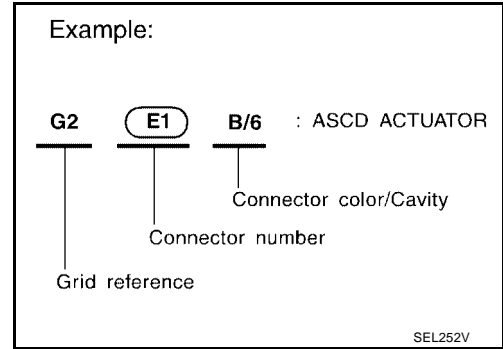 Example:
G2 E1 B/6 : ASCD ACTUATOR
Connector color/Cavity
Connector number
Grid reference
SEL252V